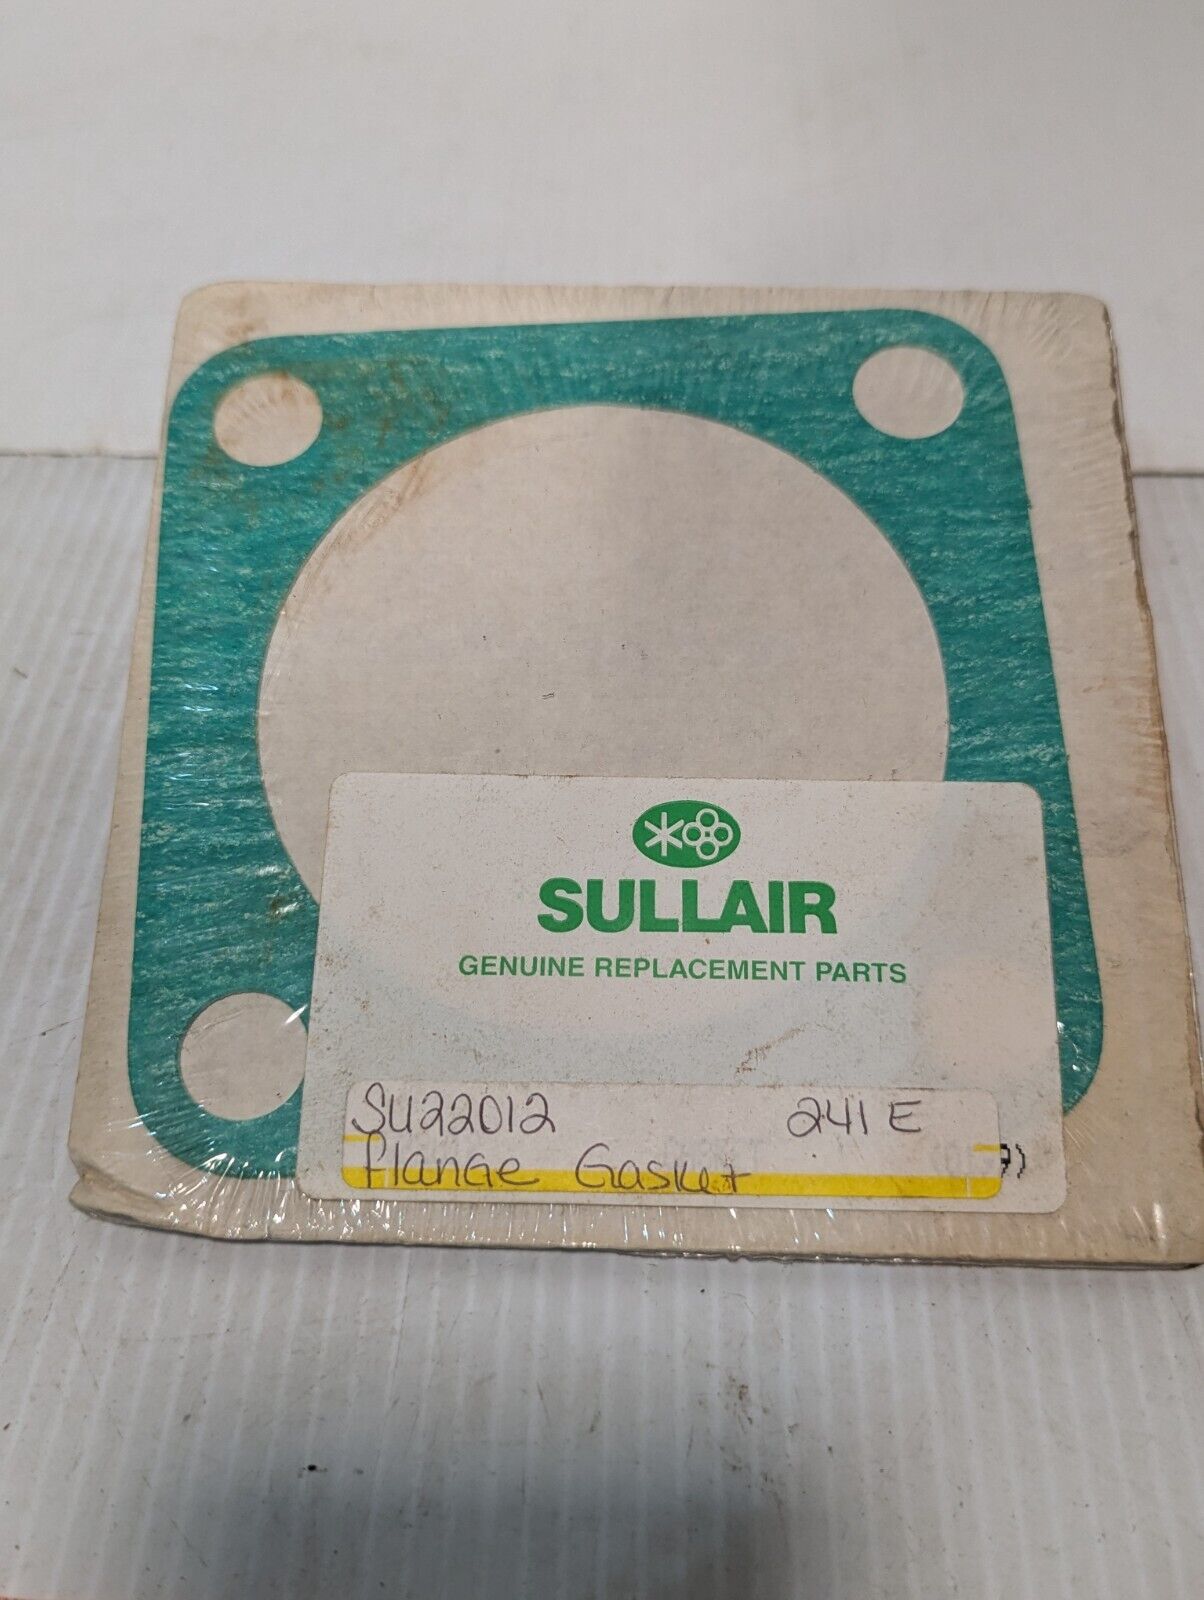 SULLAIR
GENUINE REPLACEMENT PARTS
SU22012 241 E
flange Gasket